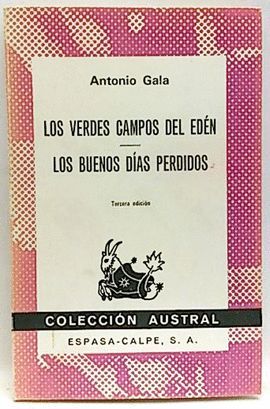 Antonio Gala
LOS VERDES CAMPOS DEL EDÉN
LOS BUENOS DÍAS PERDIDOS
Tercera edición
COLECCIÓN AUSTRAL
ESPASA-CALPE, S. A.